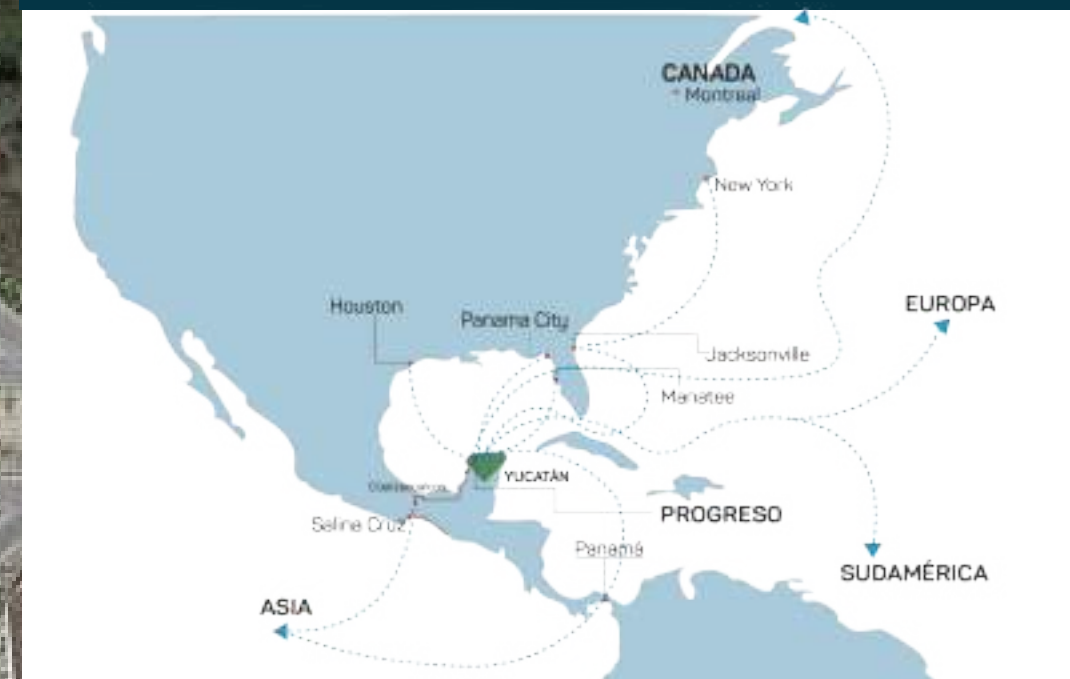 CANADA
Montreal
New York
EUROPA
Houston
Panama City
Jacksonville
Manatee
YUCATÁN
PROGRESO
Salina Cruz
Panamá
SUDAMÉRICA
ASIA